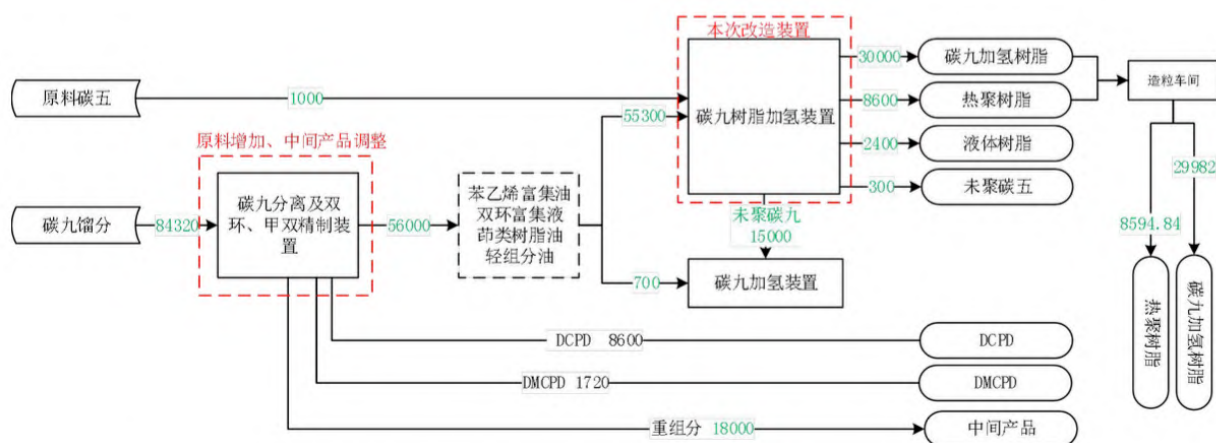 本次改造装置
30000
碳九加氢树脂
造粒车间
原料碳五
1000
8600
热聚树脂
55300
碳九树脂加氢装置
原料增加、中间产品调整
2400
液体树脂
300
未聚碳五
29982
碳九馏分
84320
碳九分离及双
环、甲双精制装
置
56000
苯乙烯富集油
双环富集液
茚类树脂油
轻组分油
未聚碳九
15000
8594.84
700
碳九加氢装置
热聚树脂
碳九加氢树脂
DCPD 8600
DCPD
DMCPD 1720
DMCPD
重组分 18000
中间产品